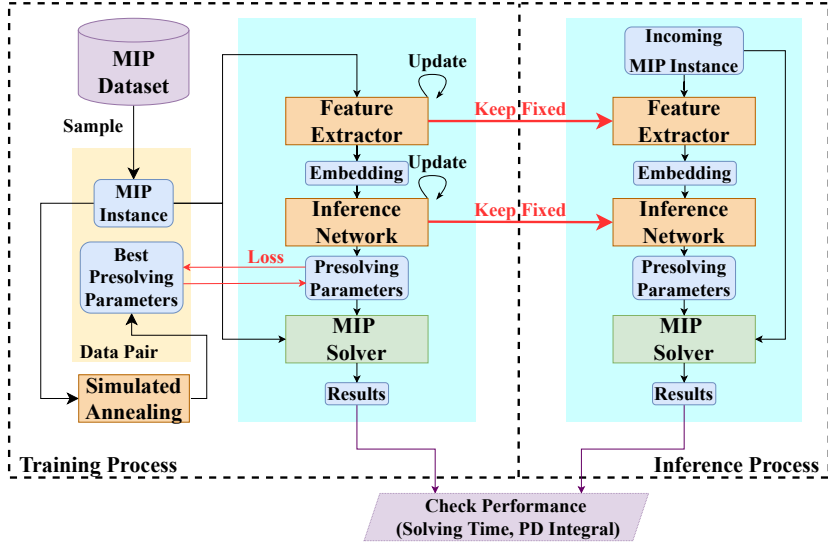 MIP
Dataset
Sample
MIP
Instance
Best
Presolving
Parameters
Data Pair
Simulated
Annealing
Update
Feature
Extractor
Embedding
Update
Inference
Network
Loss
Presolving
Parameters
MIP
Solver
Results
Training Process
Keep Fixed
Keep Fixed
Incoming
MIP Instance
Feature
Extractor
Embedding
Inference
Network
Presolving
Parameters
MIP
Solver
Results
Inference Process
Check Performance
(Solving Time, PD Integral)